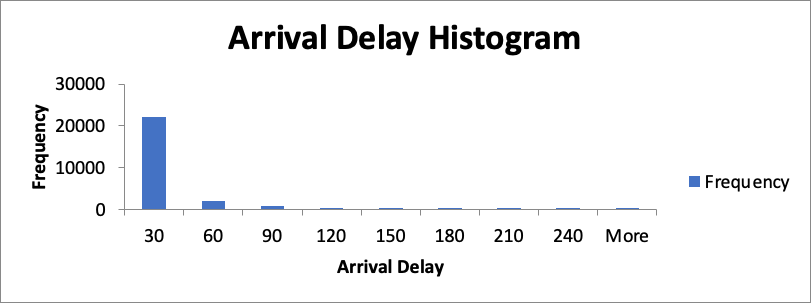 Arrival Delay Histogram
Frequency
30000
20000
10000
0
30 60 90 120 150 180 210 240 More
Arrival Delay
Frequency